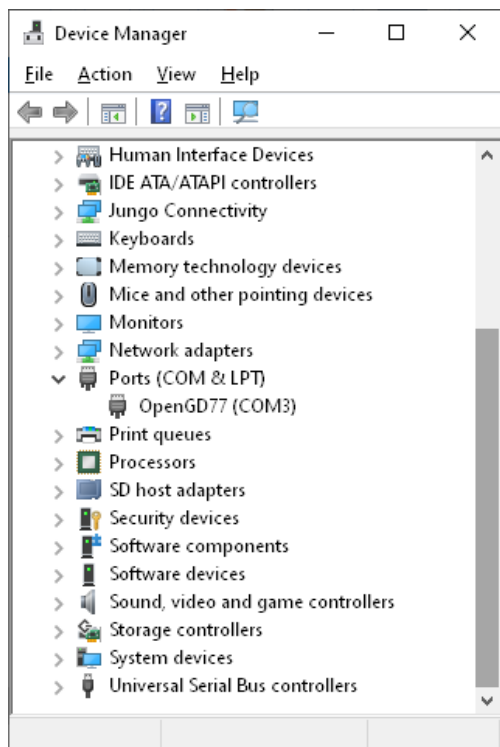 Device Manager
File Action View Help
Human Interface Devices
IDE ATA/ATAPI controllers
Jungo Connectivity
Keyboards
Memory technology devices
Mice and other pointing devices
Monitors
Network adapters
Ports (COM & LPT)
OpenGD77 (COM3)
Print queues
Processors
SD host adapters
Security devices
Software components
Software devices
Sound, video and game controllers
Storage controllers
System devices
Universal Serial Bus controllers